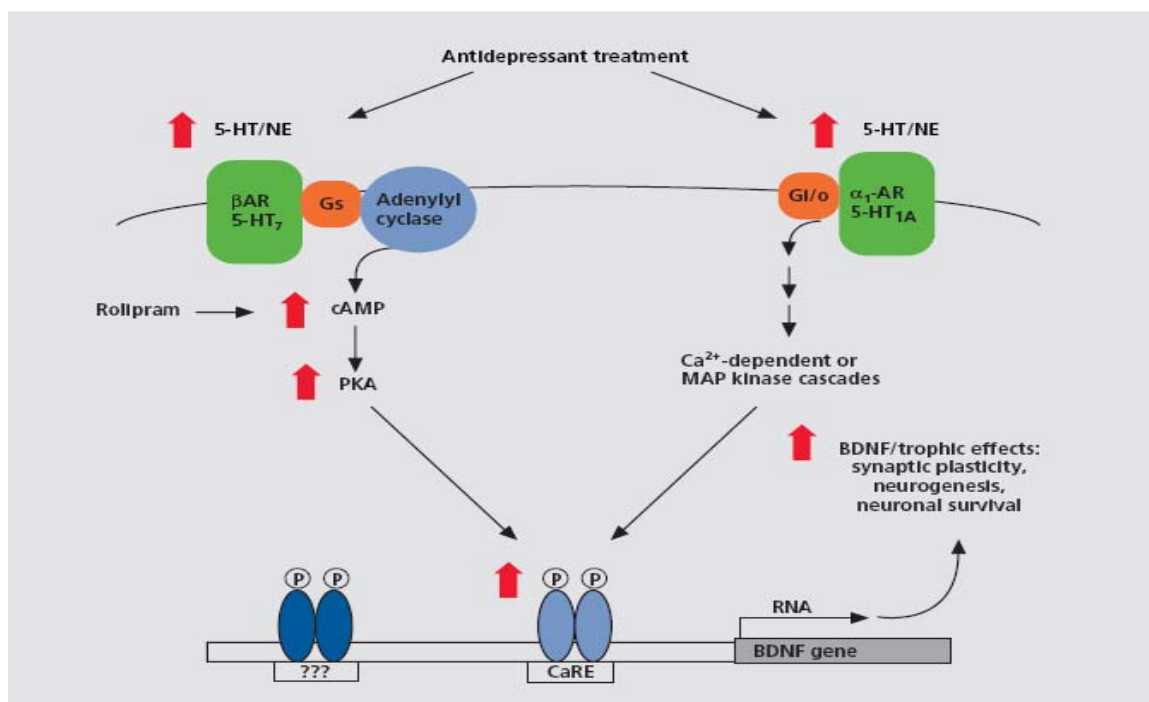 Antidepressant treatment
5-HT/NE
5-HT/NE
βAR
5-HT₇
Gs
Adenylyl
cyclase
GI/o
α₁-AR
5-HT₁A
Rolipram
cAMP
PKA
Ca²⁺-dependent or
MAP kinase cascades
BDNF/trophic effects:
synaptic plasticity,
neurogenesis,
neuronal survival
P P
P P
RNA
BDNF gene
???
CaRE